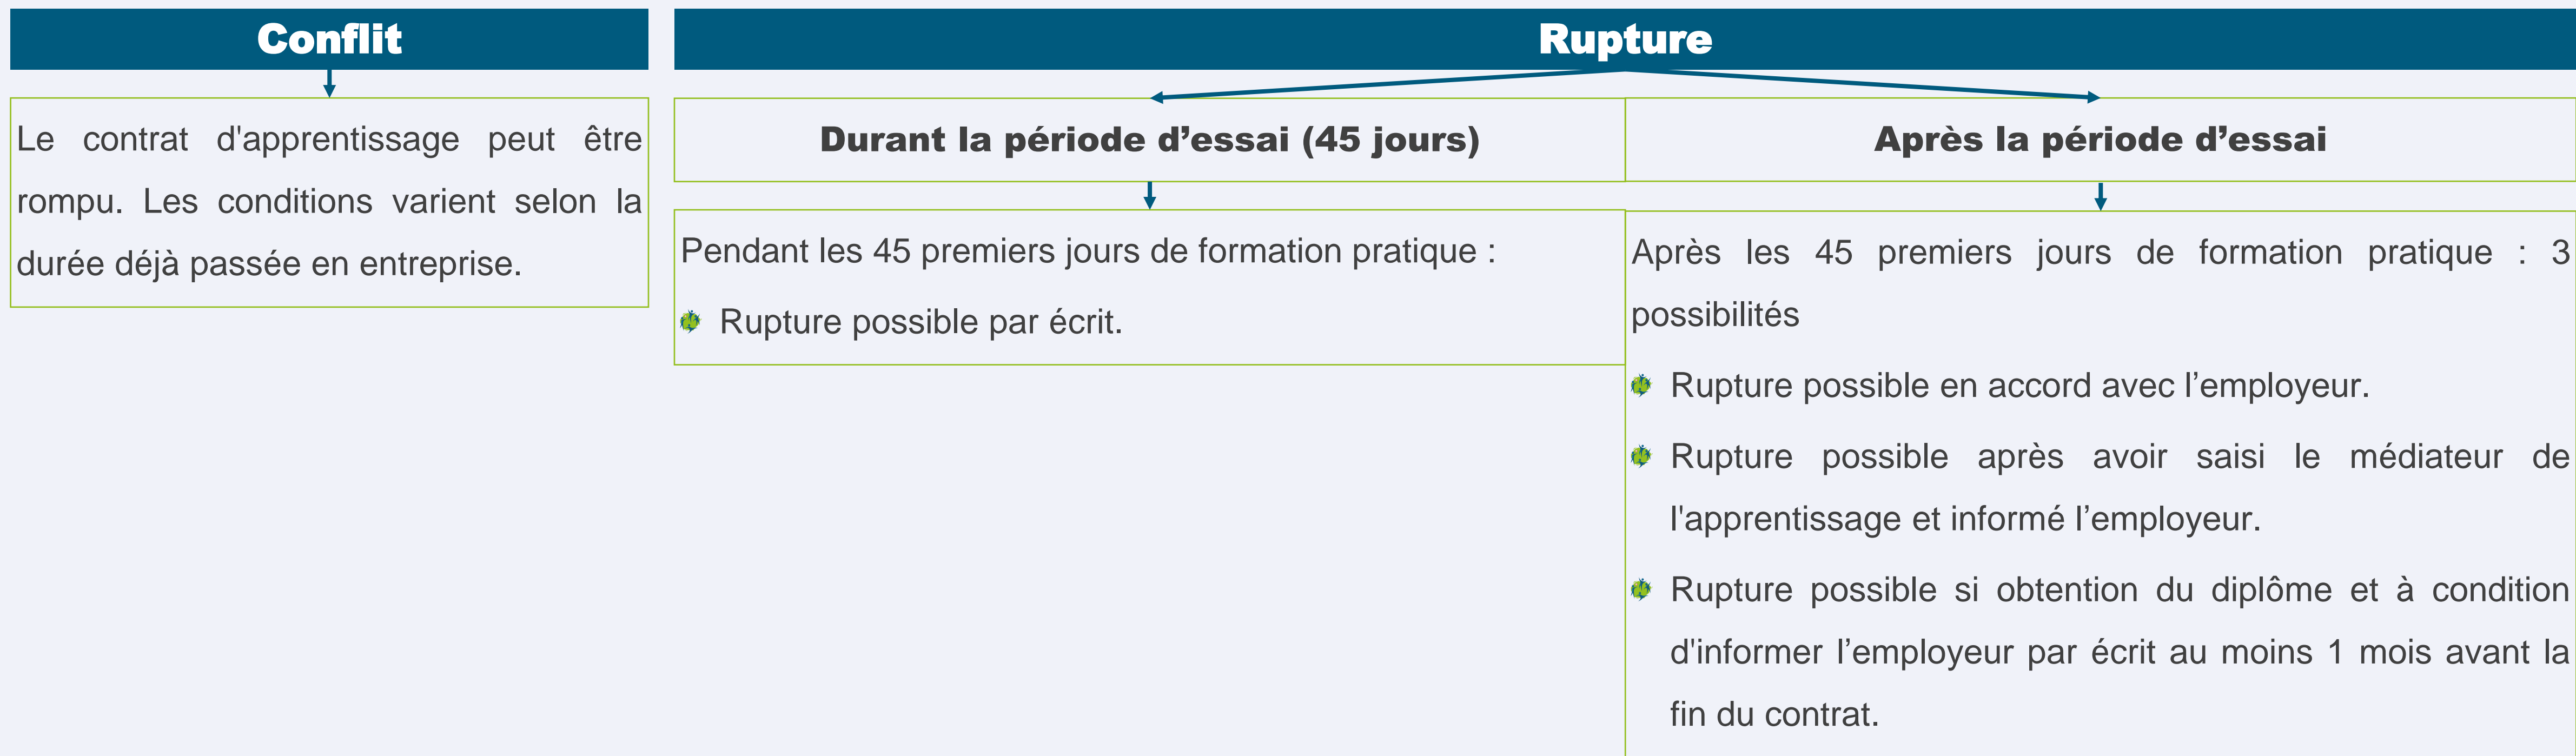 Conflit
Le contrat d'apprentissage peut être
rompu. Les conditions varient selon la
durée déjà passée en entreprise.
Rupture
Durant la période d’essai (45 jours)
Pendant les 45 premiers jours de formation pratique :
Rupture possible par écrit.
Après la période d’essai
Après les 45 premiers jours de formation pratique : 3
possibilités
Rupture possible en accord avec l’employeur.
Rupture possible après avoir saisi le médiateur de
l'apprentissage et informé l’employeur.
Rupture possible si obtention du diplôme et à condition
d'informer l’employeur par écrit au moins 1 mois avant la
fin du contrat.